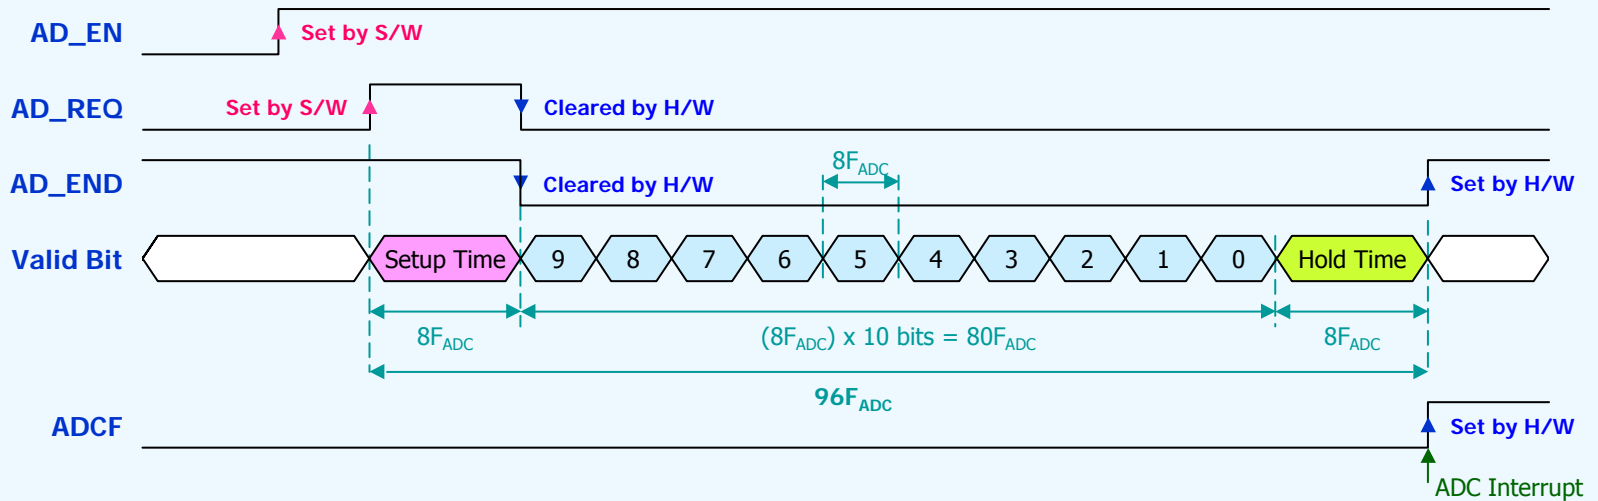 AD_EN
Set by S/W
AD_REQ
Set by S/W
Cleared by H/W
AD_END
Cleared by H/W
8FADC
Set by H/W
Valid Bit
Setup Time
9
8
7
6
5
4
3
2
1
0
Hold Time
8FADC
(8FADC) x 10 bits = 80FADC
8FADC
96FADC
ADCF
Set by H/W
ADC Interrupt